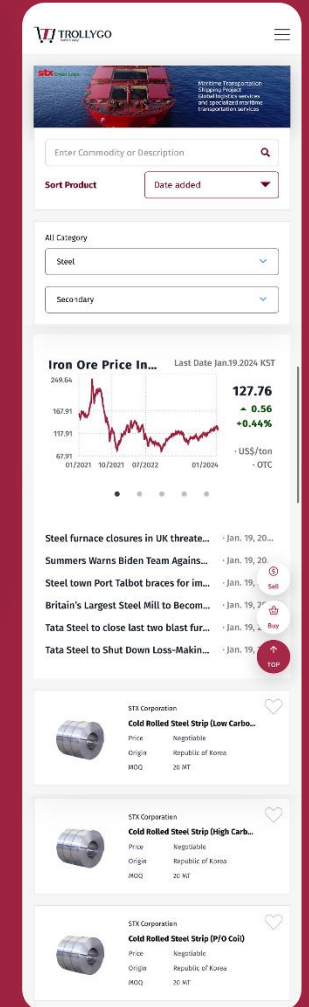 TROLLYGO
stx Green Logis
Maritime Transportation
Shipping Project
Global logistics services
and specialized maritime
transportation services
Enter Commodity or Description
Sort Product
Date added
All Category
Steel
Secondary
Iron Ore Price In...
Last Date Jan.19.2024 KST
249.64
167.91
117.91
67.91
01/2021 10/2021 07/2022 01/2024
127.76
0.56
+0.44%
· US$/ton
· OTC
Steel furnace closures in UK threate... · Jan. 19, 20...
Summers Warns Biden Team Agains... · Jan. 19, 20
Steel town Port Talbot braces for im... · Jan. 19,
Britain's Largest Steel Mill to Becom... · Jan. 19,
Tata Steel to close last two blast fur... · Jan. 19,
Tata Steel to Shut Down Loss-Makin... · Jan. 19,
Sell
Buy
TOP
STX Corporation
Cold Rolled Steel Strip (Low Carbo...
Price Negotiable
Origin Republic of Korea
MOQ 20 MT
STX Corporation
Cold Rolled Steel Strip (High Carb...
Price Negotiable
Origin Republic of Korea
MOQ 20 MT
STX Corporation
Cold Rolled Steel Strip (P/O Coil)
Price Negotiable
Origin Republic of Korea
MOQ 20 MT